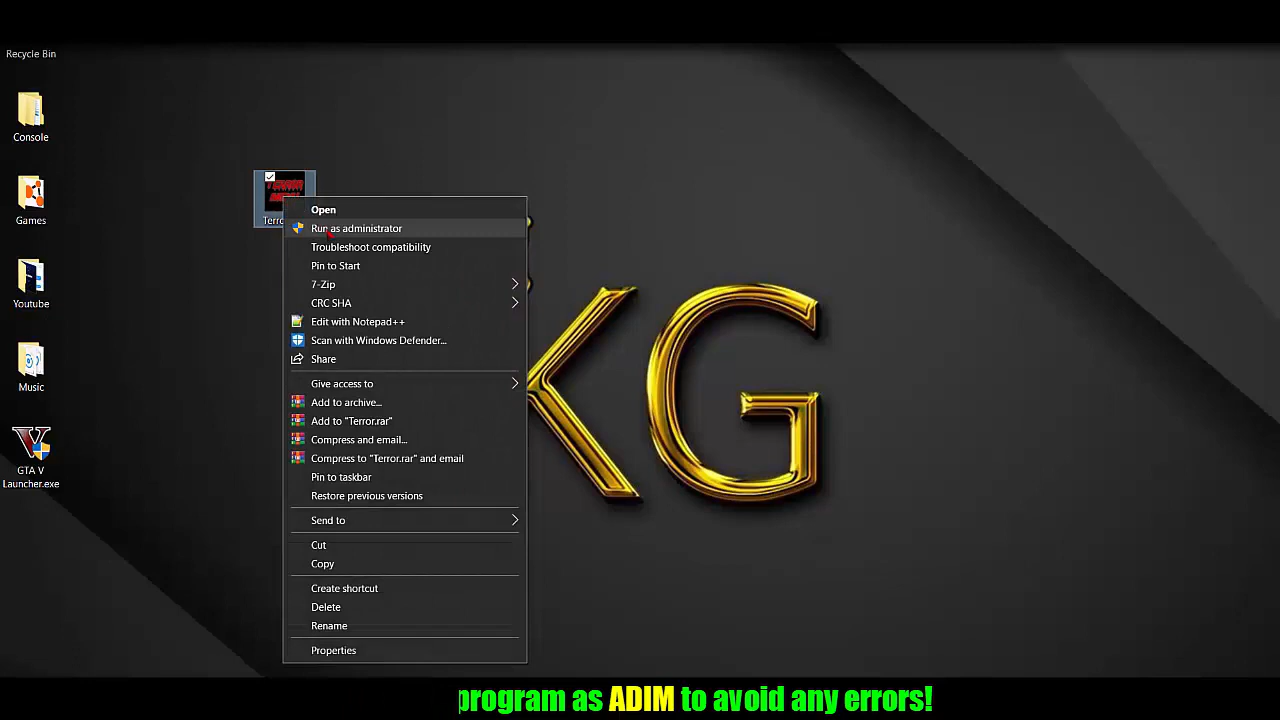 Recycle Bin
Console
Games
Youtube
Music
GTA V
Launcher.exe
Terro
Open
Run as administrator
Troubleshoot compatibility
Pin to Start
7-Zip
CRC SHA
Edit with Notepad++
Scan with Windows Defender...
Share
Give access to
Add to archive...
Add to "Terror.rar"
Compress and email...
Compress to "Terror.rar" and email
Pin to taskbar
Restore previous versions
Send to
Cut
Copy
Create shortcut
Delete
Rename
Properties
KG
program as ADIM to avoid any errors!